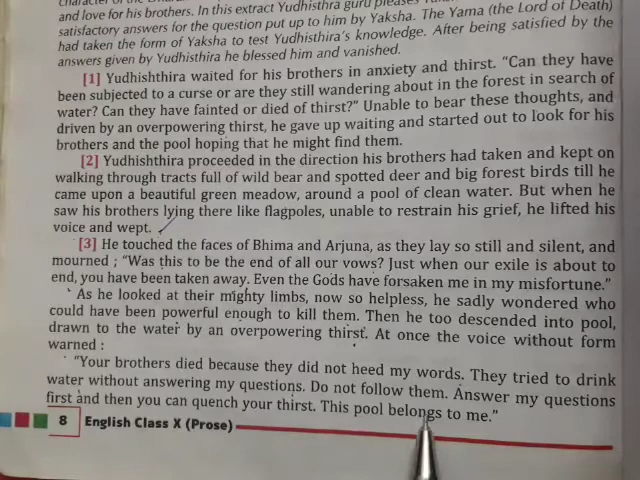 and love for his brothers. In this extract Yudhisthira guru pleases
satisfactory answers for the question put up to him by Yaksha. The Yama (the Lord of Death)
had taken the form of Yaksha to test Yudhisthira's knowledge. After being satisfied by the
answers given by Yudhisthira he blessed him and vanished.
[1] Yudhishthira waited for his brothers in anxiety and thirst. "Can they have
been subjected to a curse or are they still wandering about in the forest in search of
water? Can they have fainted or died of thirst?" Unable to bear these thoughts, and
driven by an overpowering thirst, he gave up waiting and started out to look for his
brothers and the pool hoping that he might find them.
[2] Yudhishthira proceeded in the direction his brothers had taken and kept on
walking through tracts full of wild bear and spotted deer and big forest birds till he
came upon a beautiful green meadow, around a pool of clean water. But when he
saw his brothers lying there like flagpoles, unable to restrain his grief, he lifted his
voice and wept.
[3] He touched the faces of Bhima and Arjuna, as they lay so still and silent, and
mourned ; "Was this to be the end of all our vows? Just when our exile is about to
end, you have been taken away. Even the Gods have forsaken me in my misfortune."
As he looked at their mighty limbs, now so helpless, he sadly wondered who
could have been powerful enough to kill them. Then he too descended into pool,
drawn to the water by an overpowering thirst. At once the voice without form
warned :
"Your brothers died because they did not heed my words. They tried to drink
water without answering my questions. Do not follow them. Answer my questions
first and then you can quench your thirst. This pool belongs to me."
8 English Class X (Prose)